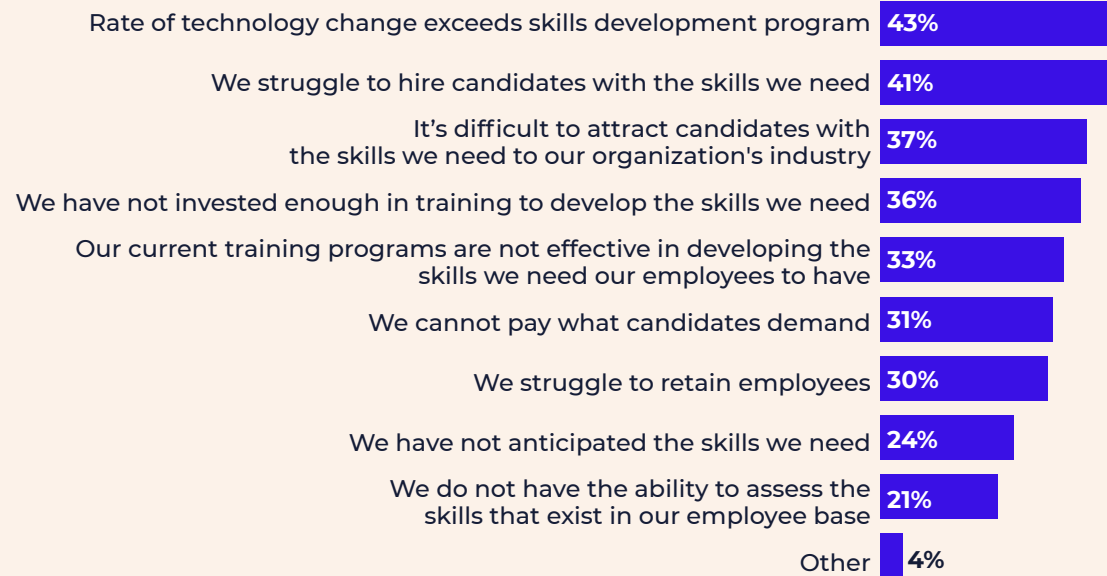 Rate of technology change exceeds skills development program 43%
We struggle to hire candidates with the skills we need 41%
It’s difficult to attract candidates with
the skills we need to our organization's industry 37%
We have not invested enough in training to develop the skills we need 36%
Our current training programs are not effective in developing the
skills we need our employees to have 33%
We cannot pay what candidates demand 31%
We struggle to retain employees 30%
We have not anticipated the skills we need 24%
We do not have the ability to assess the
skills that exist in our employee base 21%
Other 4%